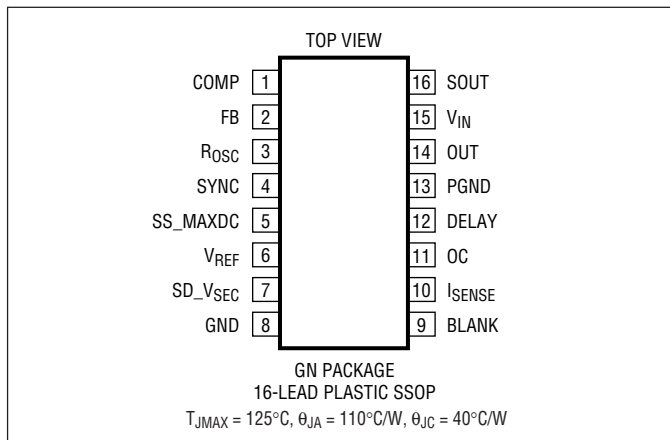 TOP VIEW
COMP 1
FB 2
ROSC 3
SYNC 4
SS_MAXDC 5
VREF 6
SD_VSEC 7
GND 8
16 SOUT
15 VIN
14 OUT
13 PGND
12 DELAY
11 OC
10 ISENSE
9 BLANK
GN PACKAGE
16-LEAD PLASTIC SSOP
TJMAX = 125°C, θJA = 110°C/W, θJC = 40°C/W